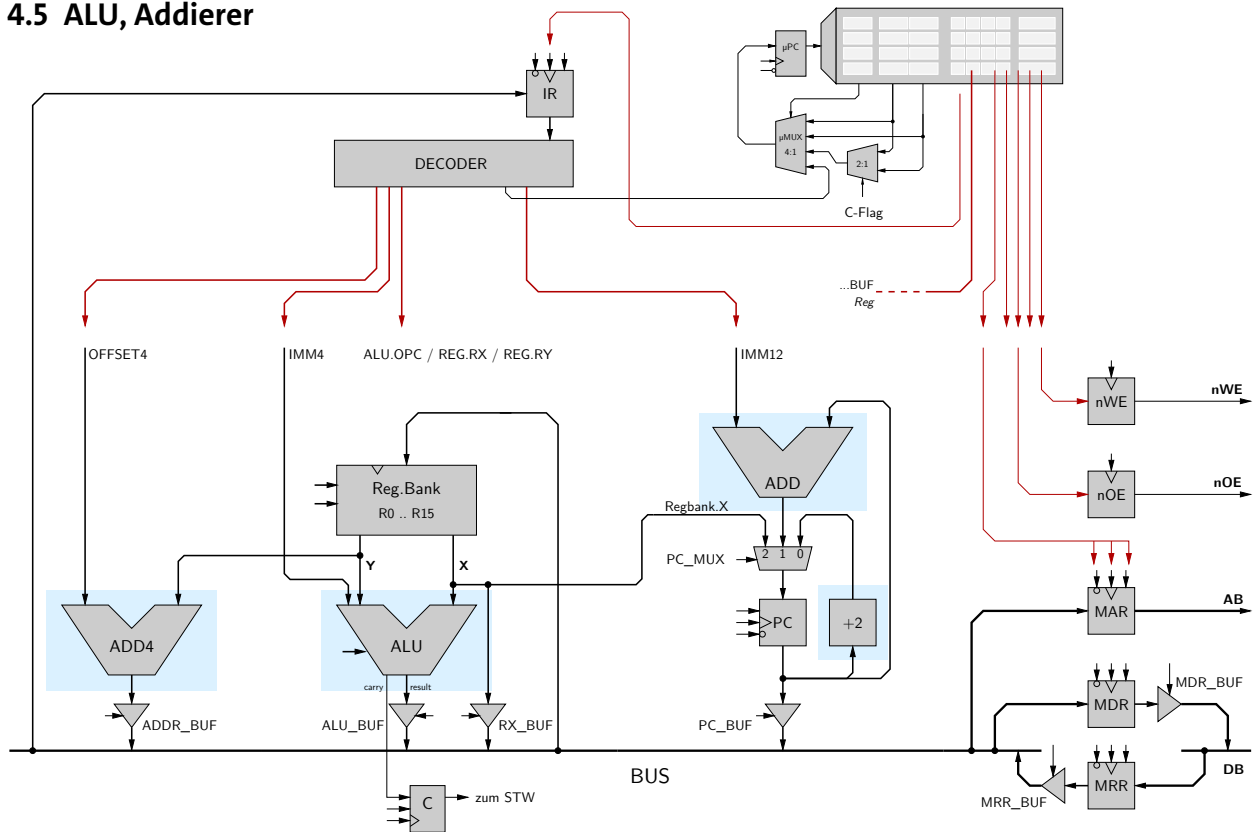 4.5 ALU, Addierer
µPC
IR
µMUX
4:1
2:1
DECODER
C-Flag
...BUF
Reg
OFFSET4
IMM4
ALU.OPC / REG.RX / REG.RY
IMM12
nWE
nWE
ADD
Reg.Bank
R0 .. R15
nOE
nOE
Regbank.X
2 1 0
PC_MUX
Y
X
AB
MAR
PC
+2
ADD4
ALU
carry
result
MDR_BUF
MDR
ADDR_BUF
ALU_BUF
RX_BUF
PC_BUF
BUS
DB
MRR
MRR_BUF
C
zum STW